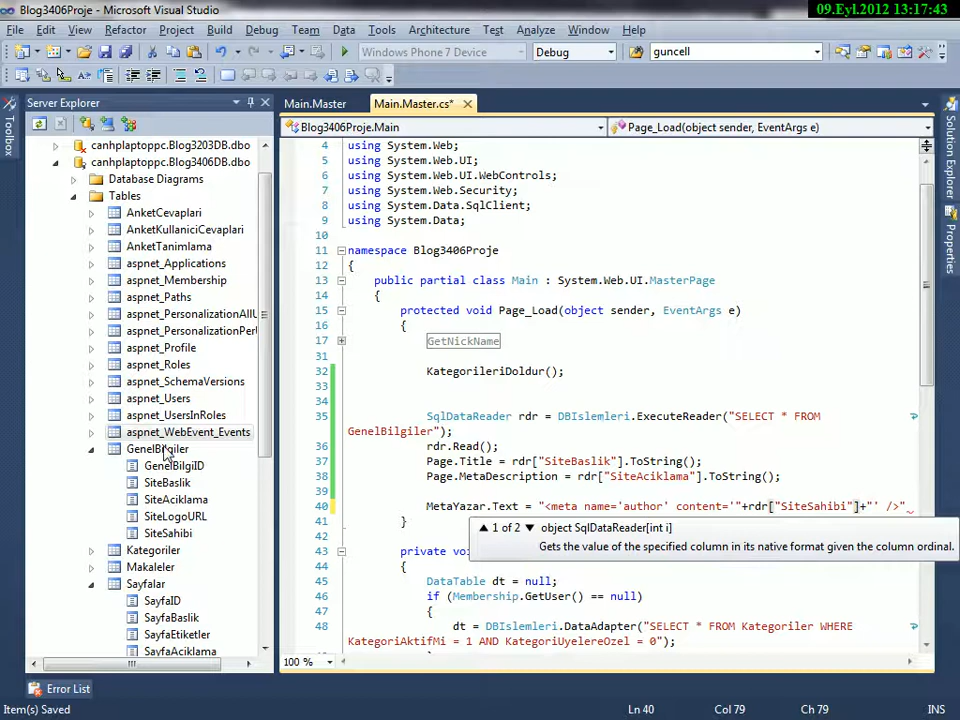 Blog3406Proje* - Microsoft Visual Studio
09.Eyl.2012 13:17:43
File Edit View Refactor Project Build Debug Team Data Tools Architecture Test Analyze Window Help
Windows Phone 7 Device Debug guncell
Server Explorer
Main.Master Main.Master.cs*
Blog3406Proje.Main Page_Load(object sender, EventArgs e)
Toolbox
Solution Explorer
Properties
canhplaptoppc.Blog3203DB.dbo
canhplaptoppc.Blog3406DB.dbo
Database Diagrams
Tables
AnketCevaplari
AnketKullaniciCevaplari
AnketTanimlama
aspnet_Applications
aspnet_Membership
aspnet_Paths
aspnet_PersonalizationAllU
aspnet_PersonalizationPerU
aspnet_Profile
aspnet_Roles
aspnet_SchemaVersions
aspnet_Users
aspnet_UsersInRoles
aspnet_WebEvent_Events
GenelBilgiler
GenelBilgiID
SiteBaslik
SiteAciklama
SiteLogoURL
SiteSahibi
Kategoriler
Makaleler
Sayfalar
SayfaID
SayfaBaslik
SayfaEtiketler
SayfaAciklama
4 using System.Web;
5 using System.Web.UI;
6 using System.Web.UI.WebControls;
7 using System.Web.Security;
8 using System.Data.SqlClient;
9 using System.Data;
10
11 namespace Blog3406Proje
12 {
13 public partial class Main : System.Web.UI.MasterPage
14 {
15 protected void Page_Load(object sender, EventArgs e)
16 {
17 GetNickName
31
32 KategorileriDoldur();
33
34
35 SqlDataReader rdr = DBIslemleri.ExecuteReader("SELECT * FROM
GenelBilgiler");
36 rdr.Read();
37 Page.Title = rdr["SiteBaslik"].ToString();
38 Page.MetaDescription = rdr["SiteAciklama"].ToString();
39
40 MetaYazar.Text = "<meta name='author' content='"+rdr["SiteSahibi"]+"' />"
41 }
1 of 2 object SqlDataReader[int i]
Gets the value of the specified column in its native format given the column ordinal.
43 private vo
44 {
45 DataTable dt = null;
46 if (Membership.GetUser() == null)
47 {
48 dt = DBIslemleri.DataAdapter("SELECT * FROM Kategoriler WHERE
KategoriAktifMi = 1 AND KategoriUyelereOzel = 0");
100 %
Error List
Item(s) Saved Ln 40 Col 79 Ch 79 INS